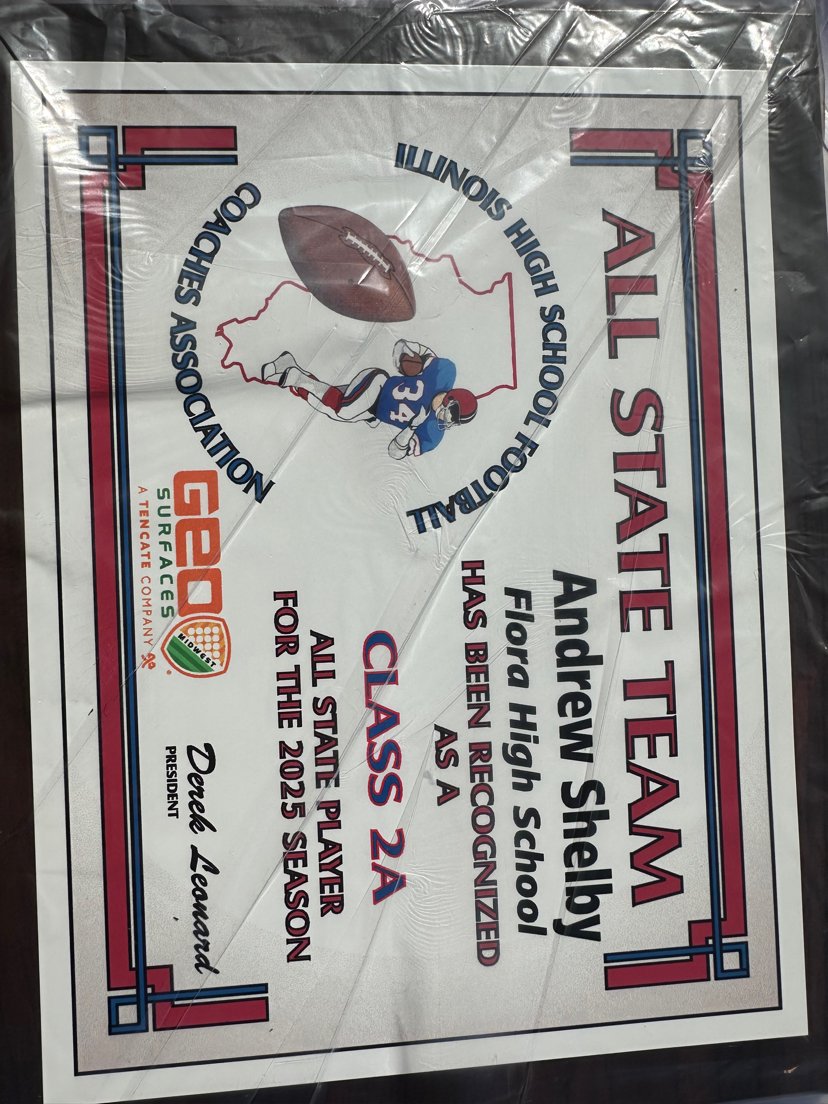 ALL STATE TEAM
ILLINOIS HIGH SCHOOL FOOTBALL
COACHES ASSOCIATION
34
Andrew Shelby
Flora High School
HAS BEEN RECOGNIZED
AS A
CLASS 2A
ALL STATE PLAYER
FOR THE 2025 SEASON
GEO
SURFACES
A TENCATE COMPANY
MIDWEST
Derek Leonard
PRESIDENT